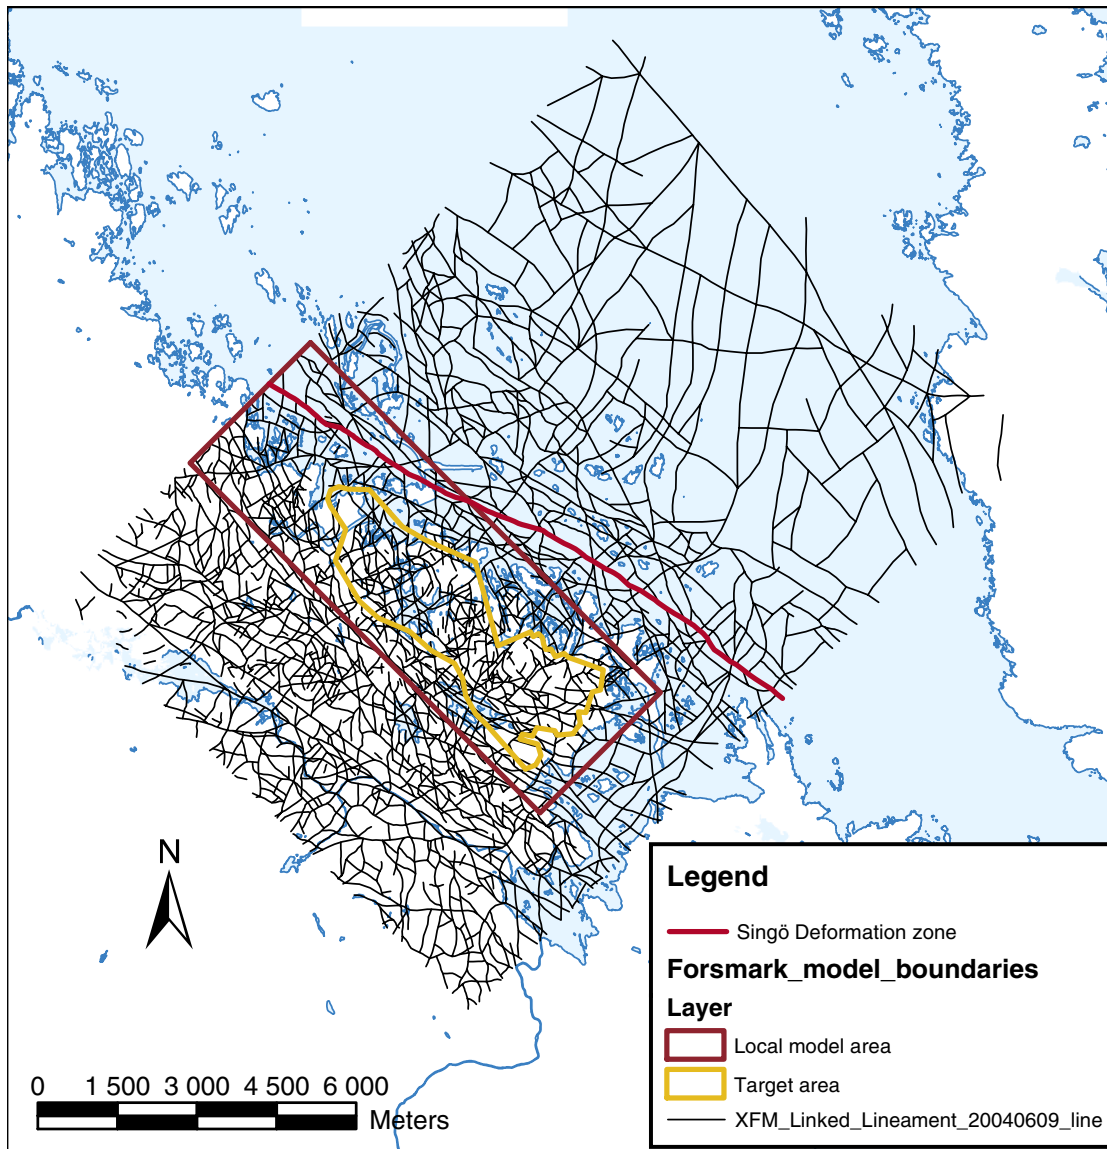 N
0 1 500 3 000 4 500 6 000
Meters
Legend
Singö Deformation zone
Forsmark_model_boundaries
Layer
Local model area
Target area
XFM_Linked_Lineament_20040609_line